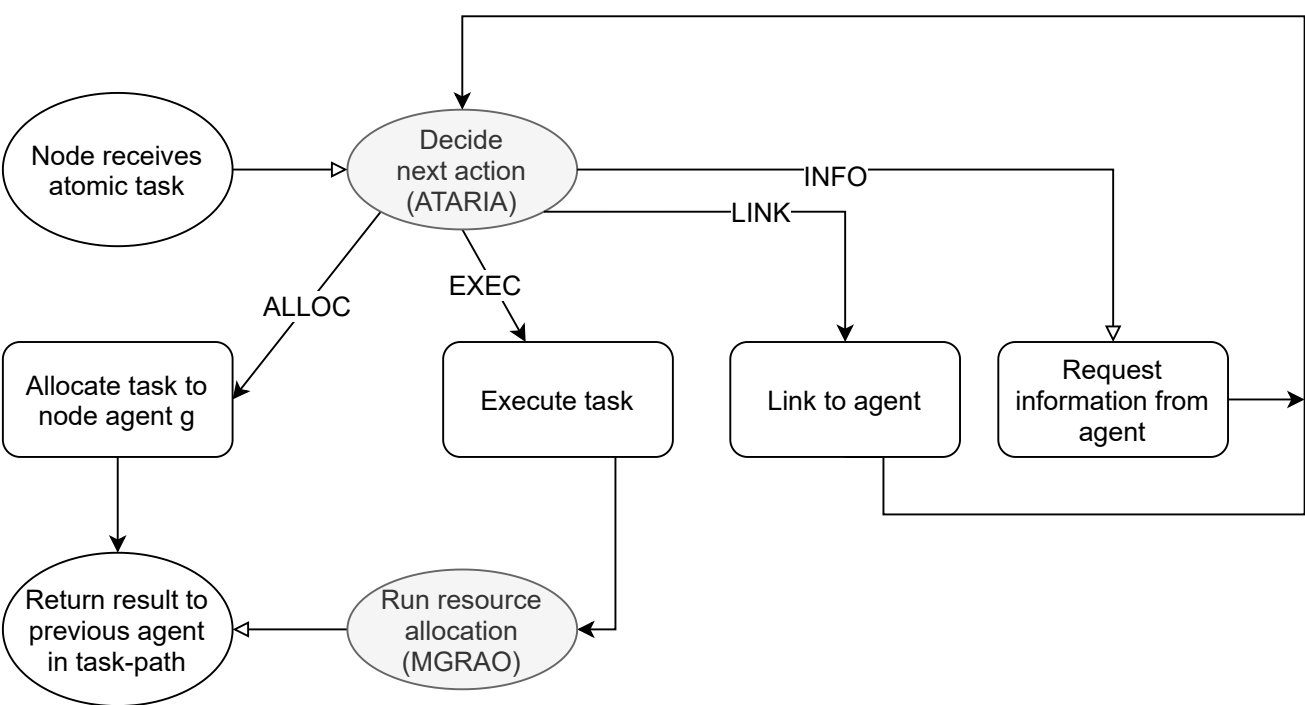 Node receives
atomic task
Decide
next action
(ATARIA)
INFO
LINK
EXEC
ALLOC
Allocate task to
node agent g
Execute task
Link to agent
Request
information from
agent
Return result to
previous agent
in task-path
Run resource
allocation
(MGRAO)